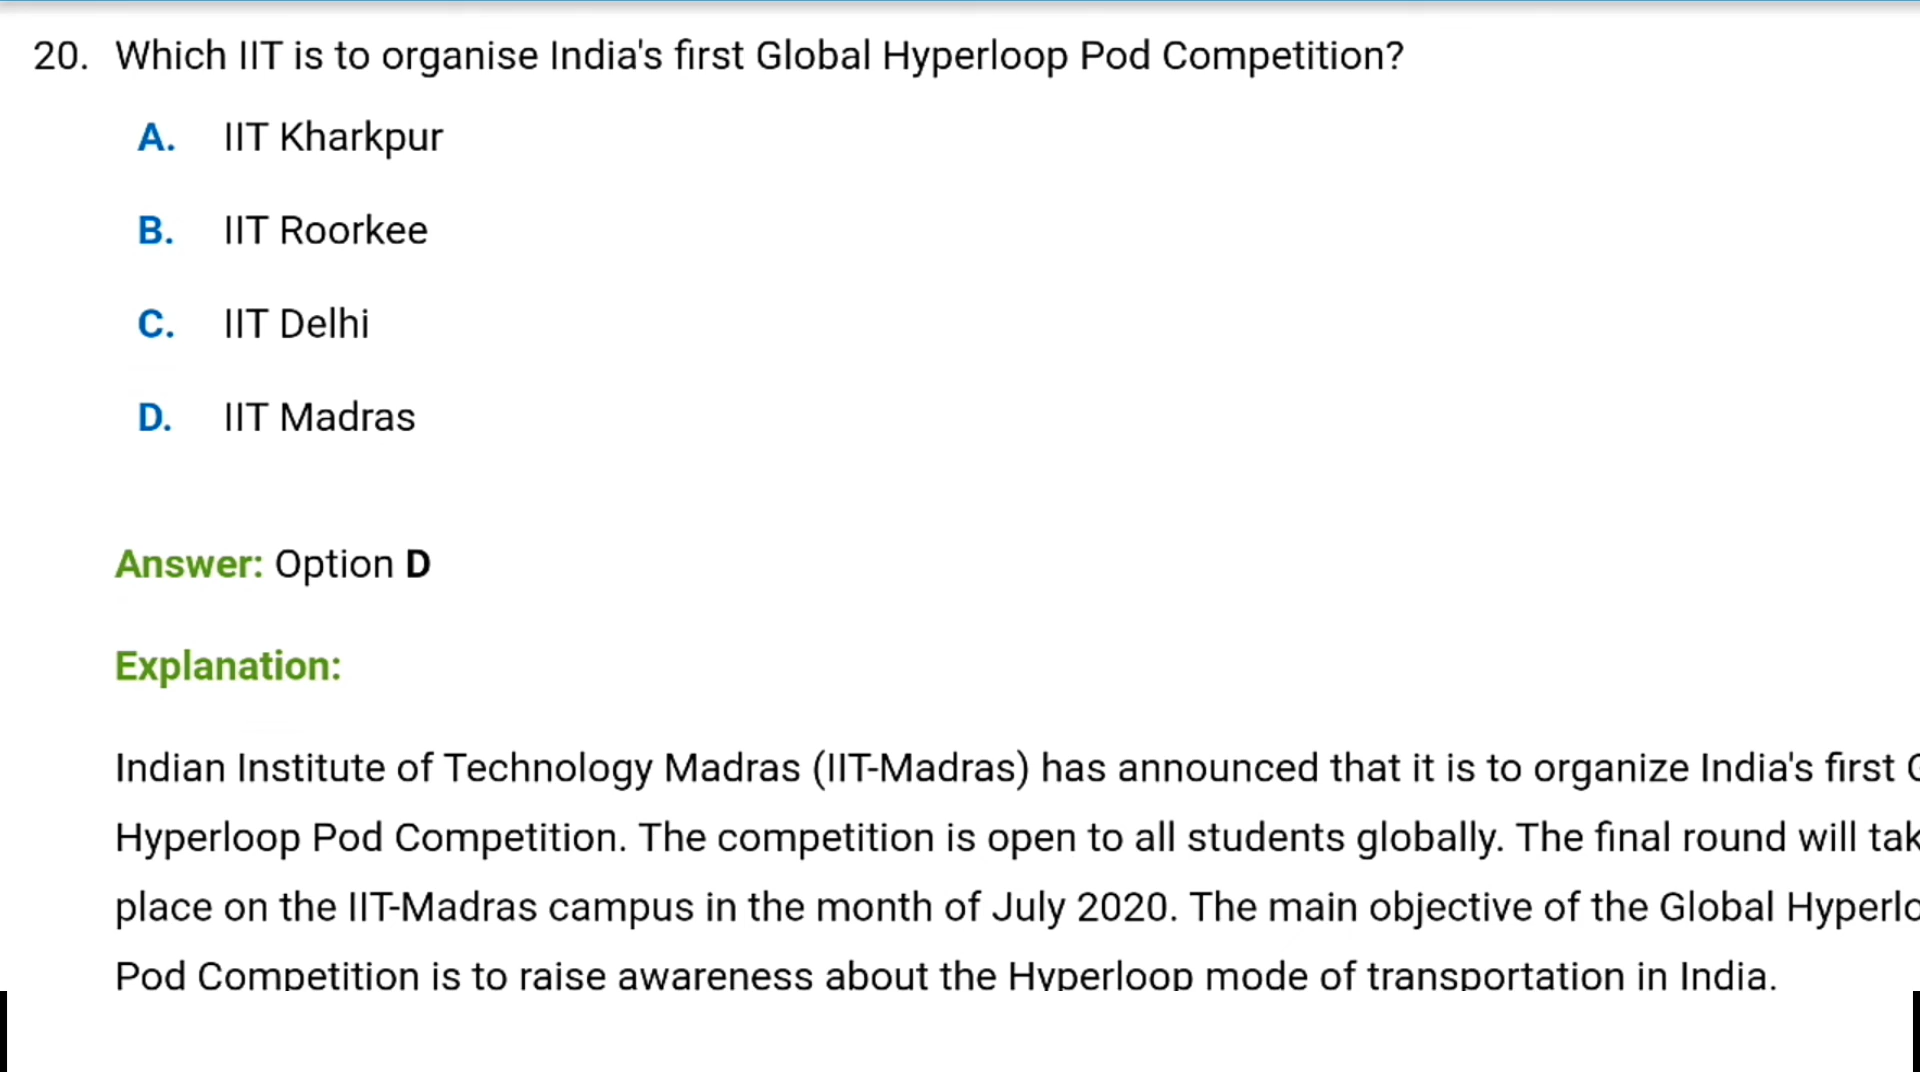 20. Which IIT is to organise India's first Global Hyperloop Pod Competition?
A. IIT Kharkpur
B. IIT Roorkee
C. IIT Delhi
D. IIT Madras
Answer: Option D
Explanation:
Indian Institute of Technology Madras (IIT-Madras) has announced that it is to organize India's first
Hyperloop Pod Competition. The competition is open to all students globally. The final round will tak
place on the IIT-Madras campus in the month of July 2020. The main objective of the Global Hyperlo
Pod Competition is to raise awareness about the Hyperloop mode of transportation in India.